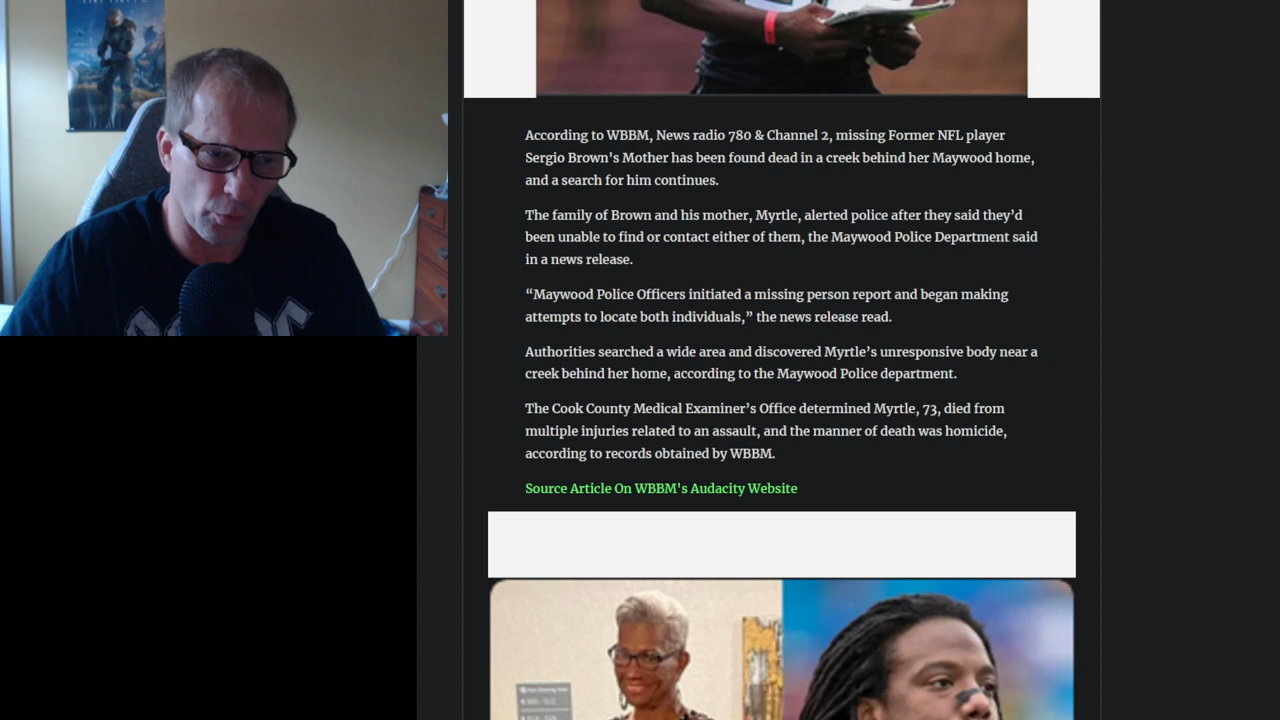 INFINITE
According to WBBM, News radio 780 & Channel 2, missing Former NFL player
Sergio Brown's Mother has been found dead in a creek behind her Maywood home,
and a search for him continues.
The family of Brown and his mother, Myrtle, alerted police after they said they’d
been unable to find or contact either of them, the Maywood Police Department said
in a news release.
“Maywood Police Officers initiated a missing person report and began making
attempts to locate both individuals,” the news release read.
Authorities searched a wide area and discovered Myrtle’s unresponsive body near a
creek behind her home, according to the Maywood Police department.
The Cook County Medical Examiner’s Office determined Myrtle, 73, died from
multiple injuries related to an assault, and the manner of death was homicide,
according to records obtained by WBBM.
Source Article On WBBM's Audacity Website